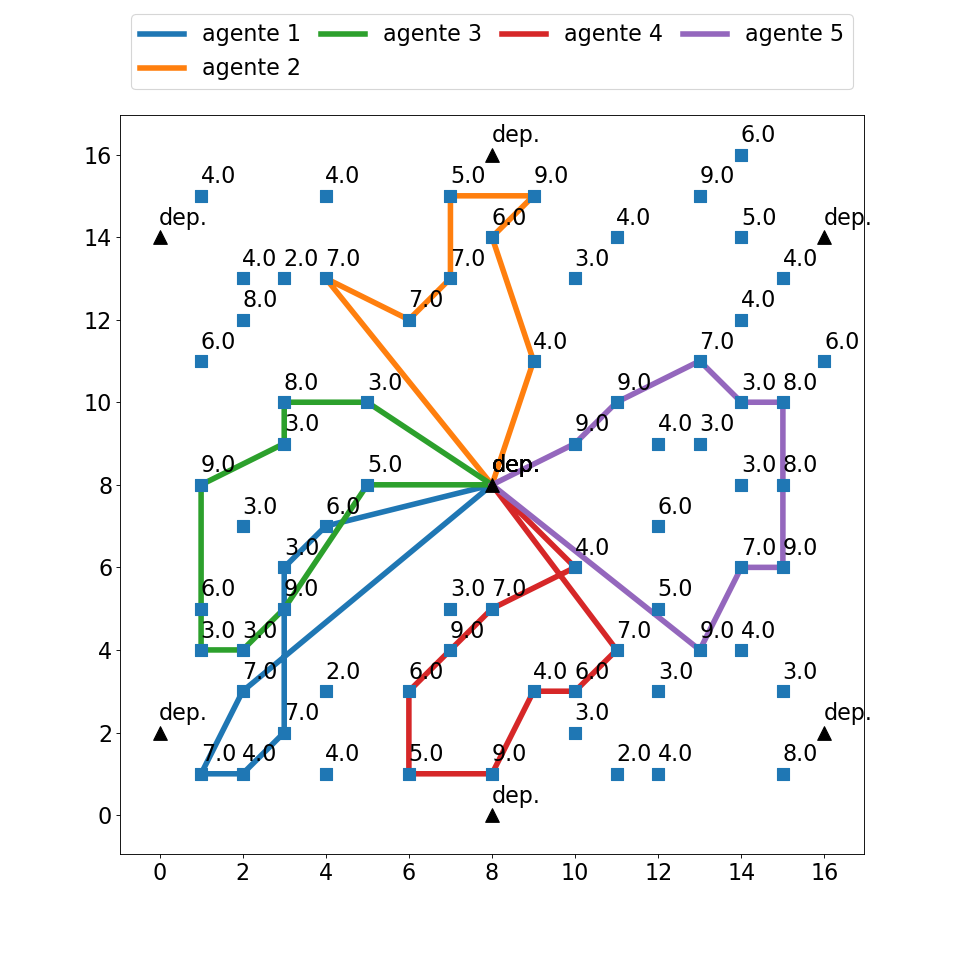 agente 1 agente 3 agente 4 agente 5
agente 2
dep. 6.0
16
4.0 4.0 5.0 9.0 9.0
dep. 6.0 4.0 5.0 dep.
14
4.0 2.0 7.0 7.0 3.0 4.0
8.0 7.0 4.0
12
6.0 4.0 7.0 6.0
8.0 3.0 9.0 3.0 8.0
10
3.0 9.0 4.0 3.0
9.0 5.0 dep. 3.0 8.0
8
3.0 6.0 6.0
3.0 4.0 7.0 9.0
6
6.0 9.0 3.0 7.0 5.0
3.0 3.0 9.0 7.0 9.0 4.0
4
7.0 2.0 6.0 4.0 6.0 3.0 3.0
dep. 7.0 3.0 dep.
2
7.0 4.0 4.0 5.0 9.0 2.0 4.0 8.0
dep.
0
0 2 4 6 8 10 12 14 16